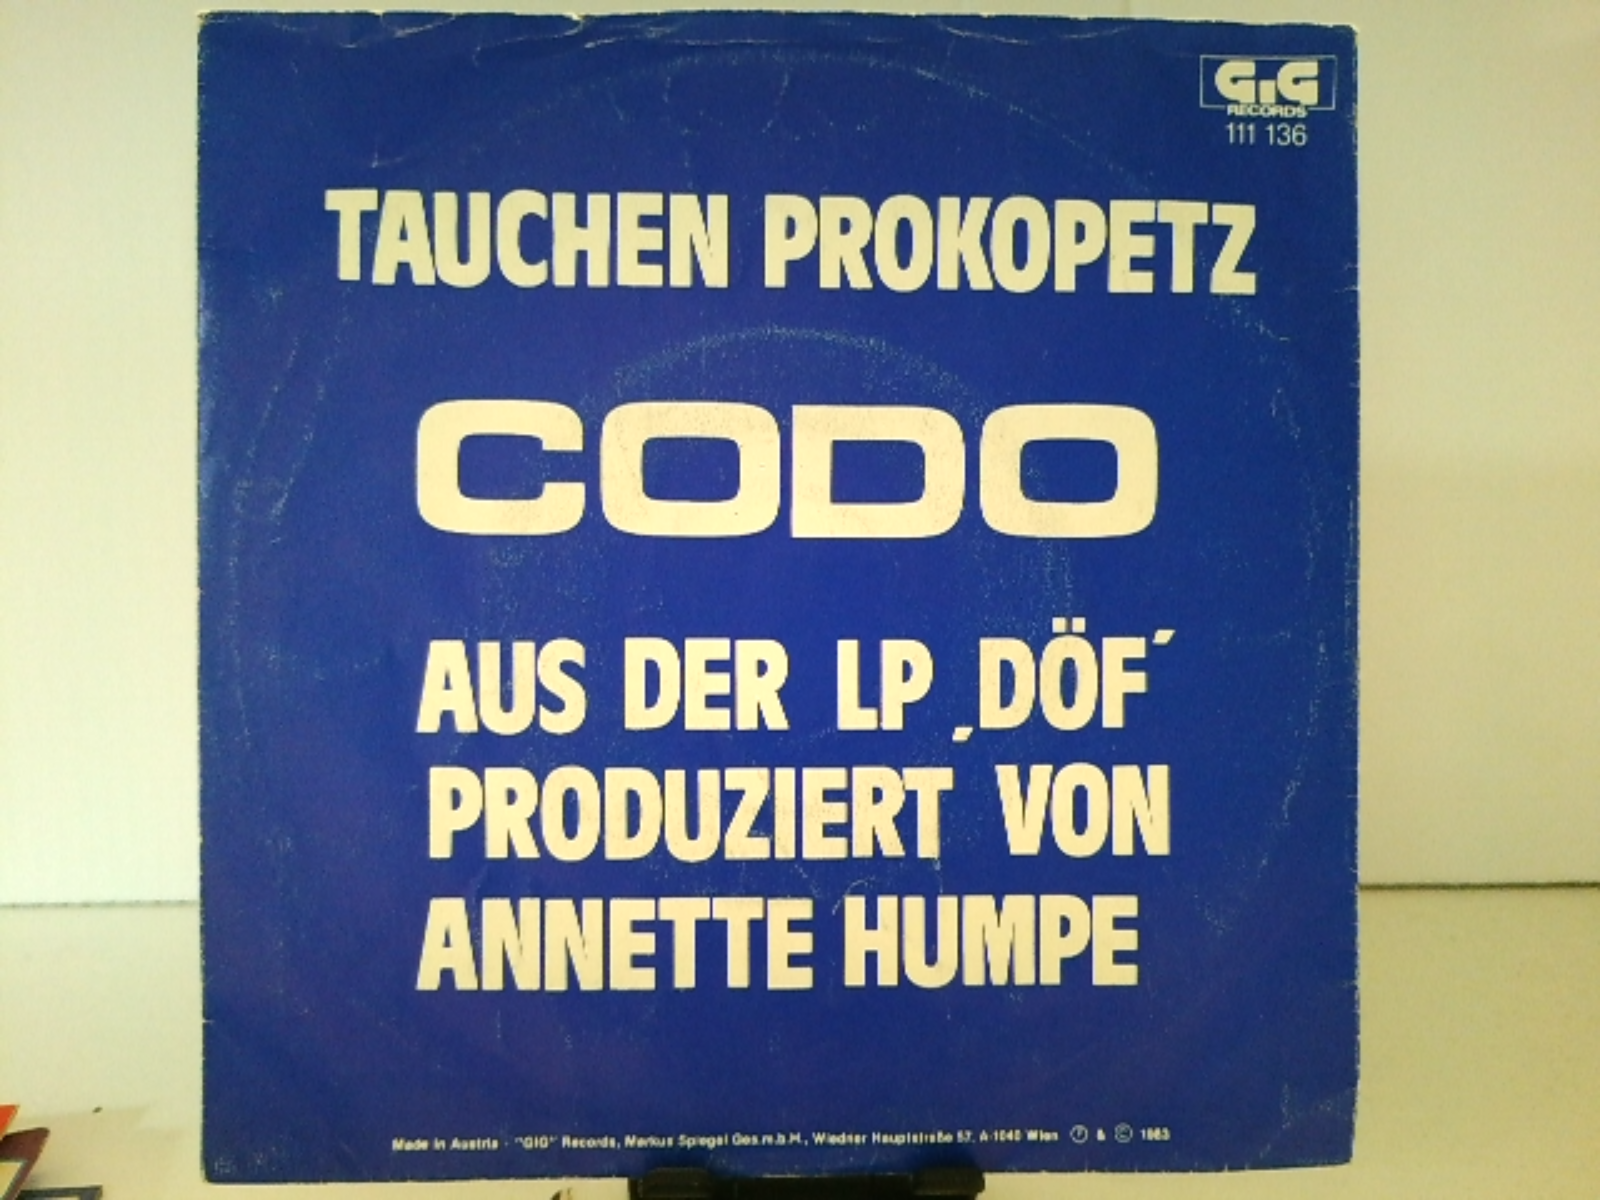 GiG
RECORDS
111 136
TAUCHEN PROKOPETZ
CODO
AUS DER LP ‚DÖF´
PRODUZIERT VON
ANNETTE HUMPE
Made in Austria - "GIG" Records, Markus Spiegel Ges.m.b.H., Wiedner Hauptstraße 57, A-1040 Wien Ⓟ & © 1983